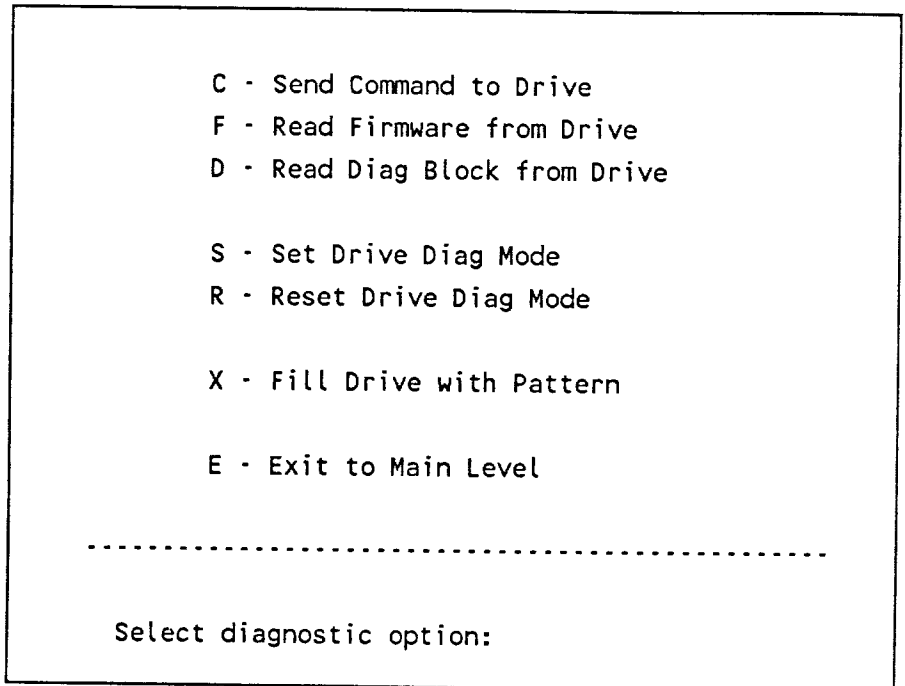 C - Send Command to Drive
F - Read Firmware from Drive
D - Read Diag Block from Drive
S - Set Drive Diag Mode
R - Reset Drive Diag Mode
X - Fill Drive with Pattern
E - Exit to Main Level
-------------------------------------------------
Select diagnostic option: